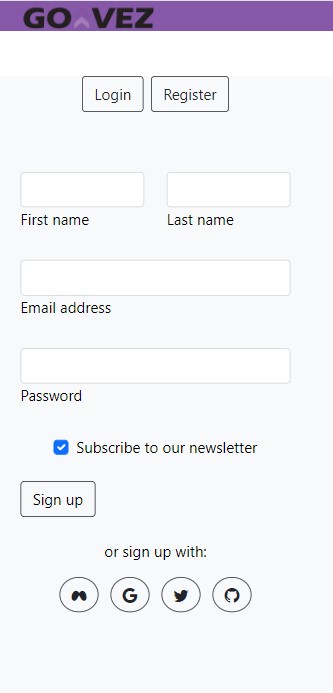 GO VEZ
Login Register
First name Last name
Email address
Password
Subscribe to our newsletter
Sign up
or sign up with:
G